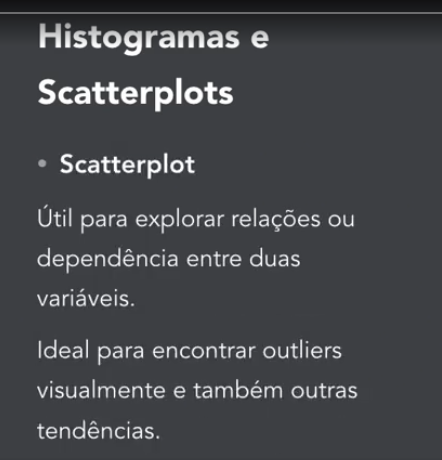 Histogramas e
Scatterplots
• Scatterplot
Útil para explorar relações ou
dependência entre duas
variáveis.
Ideal para encontrar outliers
visualmente e também outras
tendências.